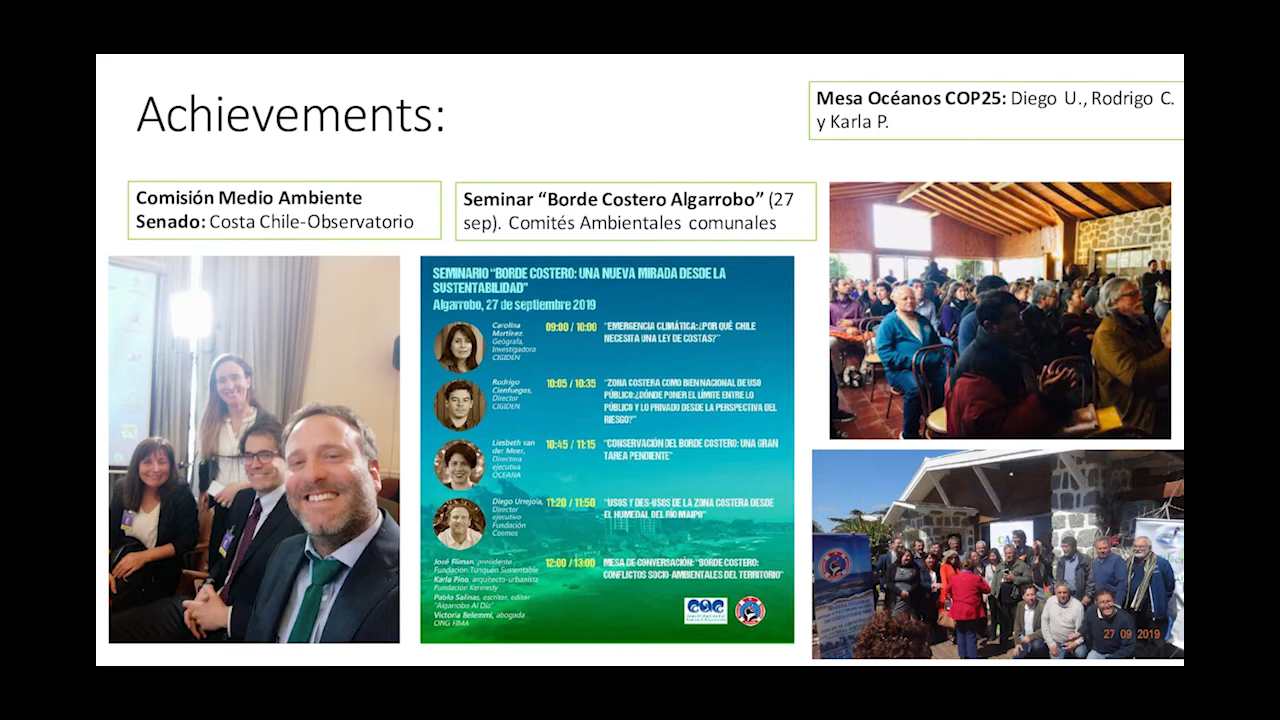 Achievements:
Mesa Océanos COP25: Diego U., Rodrigo C.
y Karla P.
Comisión Medio Ambiente
Senado: Costa Chile-Observatorio
Seminar “Borde Costero Algarrobo” (27
sep). Comités Ambientales comunales
SEMINARIO "BORDE COSTERO: UNA NUEVA MIRADA DESDE LA
SUSTENTABILIDAD"
Algarrobo, 27 de septiembre 2019
Carolina
Martínez,
Geógrafa,
Investigadora
CIGIDEN
09:00 / 10:00
"EMERGENCIA CLIMÁTICA:¿POR QUÉ CHILE
NECESITA UNA LEY DE COSTAS?"
Rodrigo
Cienfuegos,
Director
CIGIDEN
10:05 / 10:35
"ZONA COSTERA COMO BIEN NACIONAL DE USO
PÚBLICO:¿DÓNDE PONER EL LÍMITE ENTRE LO
PÚBLICO Y LO PRIVADO DESDE LA PERSPECTIVA DEL
RIESGO?"
Liesbeth van
der Meer,
Directora
ejecutiva
OCEANA
10:45 / 11:15
"CONSERVACIÓN DEL BORDE COSTERO: UNA GRAN
TAREA PENDIENTE"
Diego Urrejola,
Director
ejecutivo
Fundación
Cosmos
11:20 / 11:50
"USOS Y DES-USOS DE LA ZONA COSTERA DESDE
EL HUMEDAL DEL RÍO MAIPO"
José Fliman, presidente
Fundación Tunquén Sustentable
Karla Pino, arquitecto-urbanista
Fundación Kennedy
Pablo Salinas, escritor, editor
"Algarrobo Al Día"
Victoria Belemmi, abogada
ONG FIMA
12:00 / 13:00
MESA DE CONVERSACIÓN: "BORDE COSTERO:
CONFLICTOS SOCIO-AMBIENTALES DEL TERRITORIO"
27 09 2019